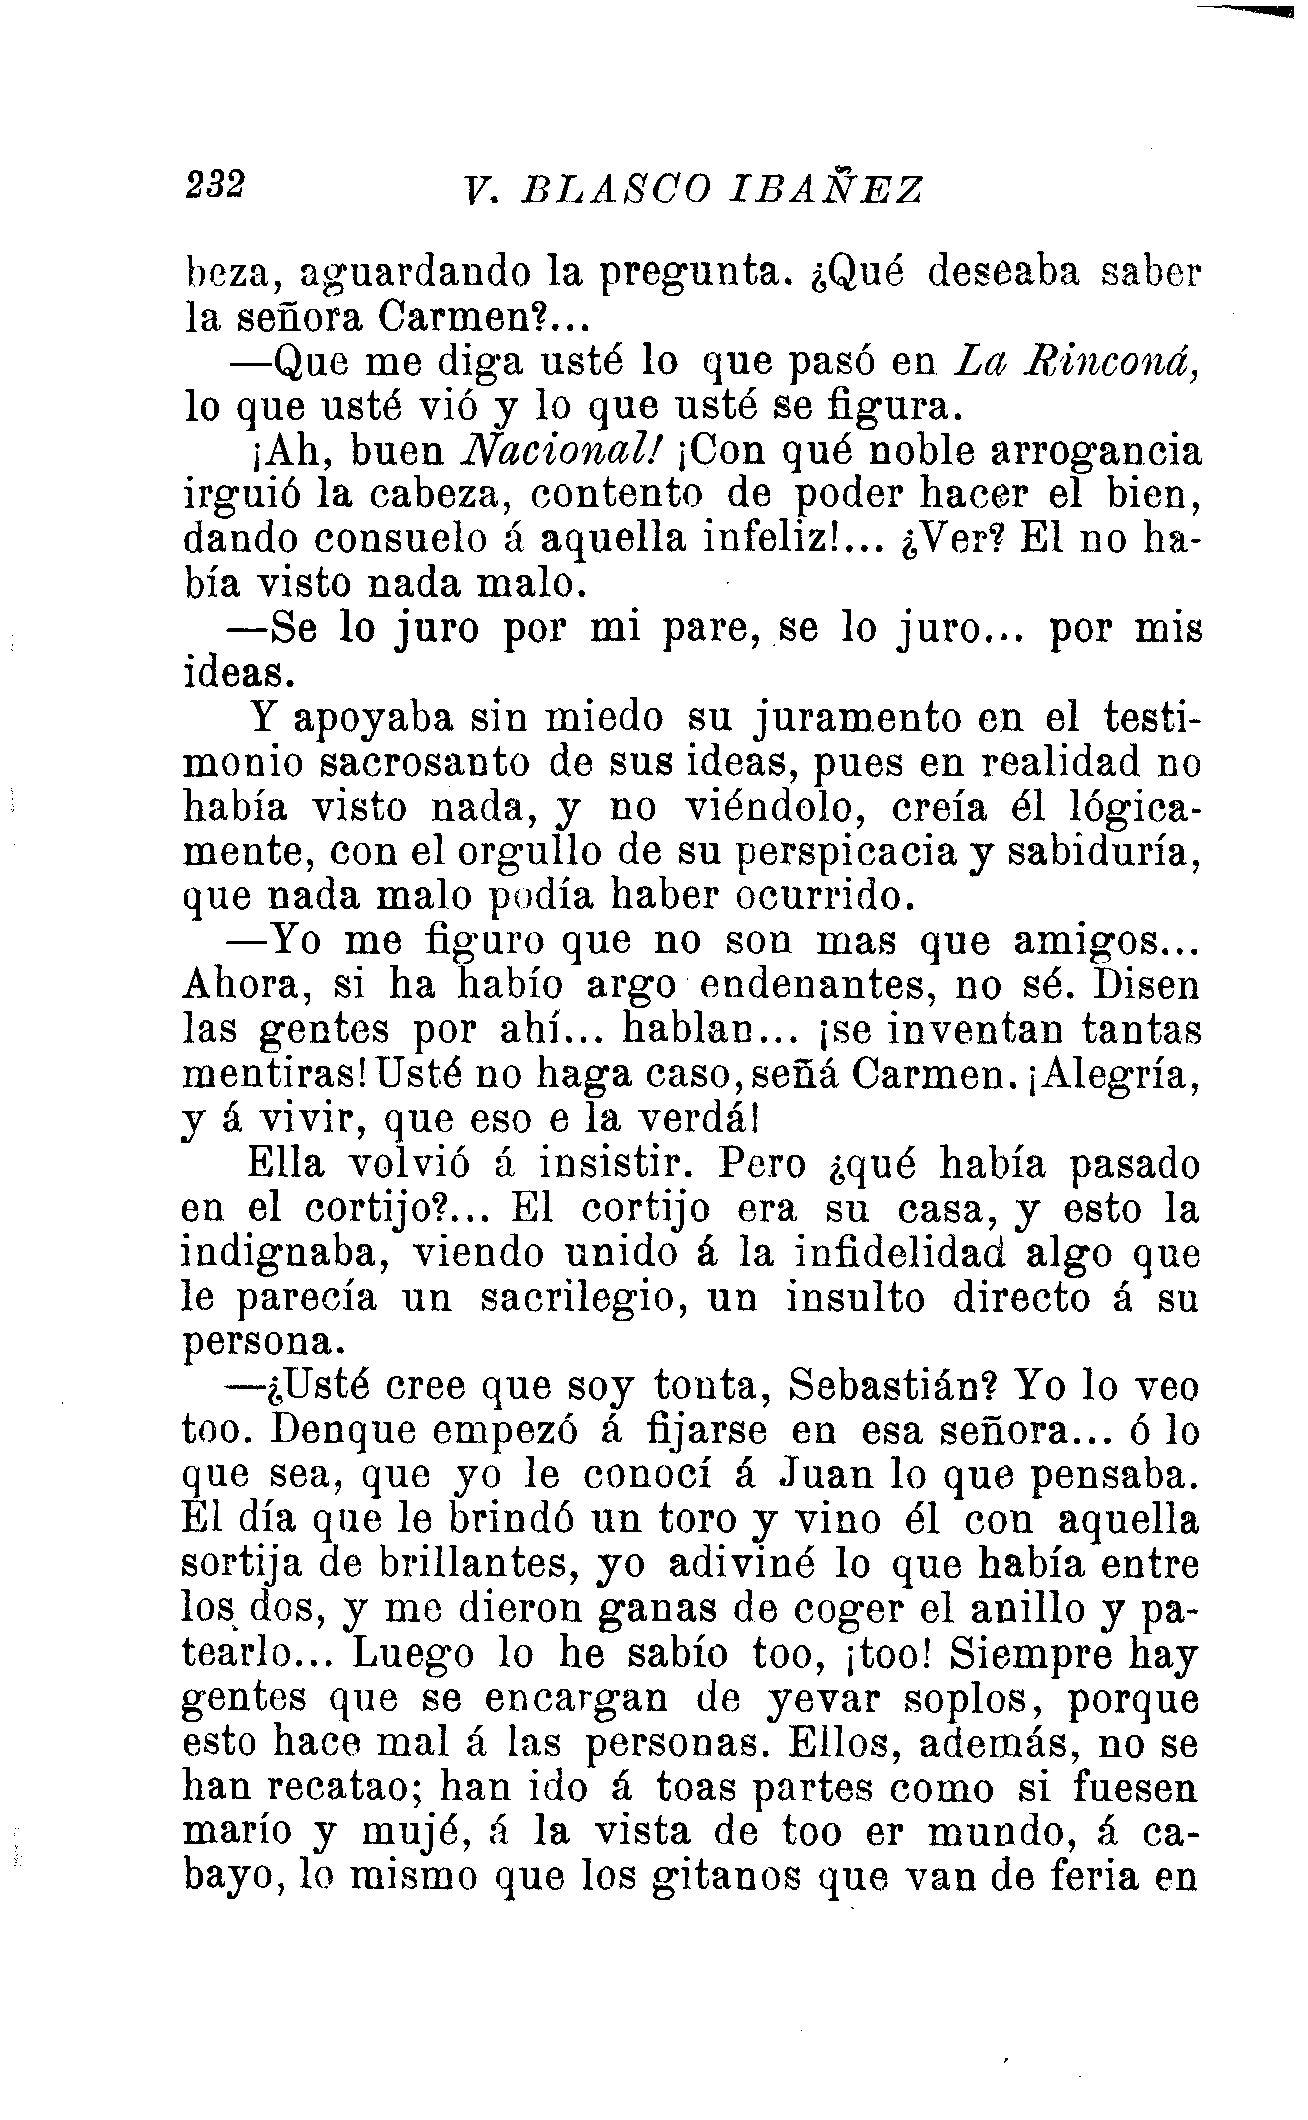 232 V. BLASCO IBAÑEZ
beza, aguardando la pregunta. ¿Qué deseaba saber
la señora Carmen?...
—Que me diga usté lo que pasó en La Rinconá,
lo que usté vió y lo que usté se figura.
¡Ah, buen Nacional! ¡Con qué noble arrogancia
irguió la cabeza, contento de poder hacer el bien,
dando consuelo á aquella infeliz!... ¿Ver? El no ha-
bía visto nada malo.
—Se lo juro por mi pare, se lo juro... por mis
ideas.
Y apoyaba sin miedo su juramento en el testi-
monio sacrosanto de sus ideas, pues en realidad no
había visto nada, y no viéndolo, creía él lógica-
mente, con el orgullo de su perspicacia y sabiduría,
que nada malo podía haber ocurrido.
—Yo me figuro que no son mas que amigos...
Ahora, si ha habío argo endenantes, no sé. Disen
las gentes por ahí... hablan... ¡se inventan tantas
mentiras! Usté no haga caso, señá Carmen. ¡Alegría,
y á vivir, que eso e la verdá!
Ella volvió á insistir. Pero ¿qué había pasado
en el cortijo?... El cortijo era su casa, y esto la
indignaba, viendo unido á la infidelidad algo que
le parecía un sacrilegio, un insulto directo á su
persona.
—¿Usté cree que soy tonta, Sebastián? Yo lo veo
too. Denque empezó á fijarse en esa señora... ó lo
que sea, que yo le conocí á Juan lo que pensaba.
El día que le brindó un toro y vino él con aquella
sortija de brillantes, yo adiviné lo que había entre
los dos, y me dieron ganas de coger el anillo y pa-
tearlo... Luego lo he sabío too, ¡too! Siempre hay
gentes que se encargan de yevar soplos, porque
esto hace mal á las personas. Ellos, además, no se
han recatao; han ido á toas partes como si fuesen
marío y mujé, á la vista de too er mundo, á ca-
bayo, lo mismo que los gitanos que van de feria en